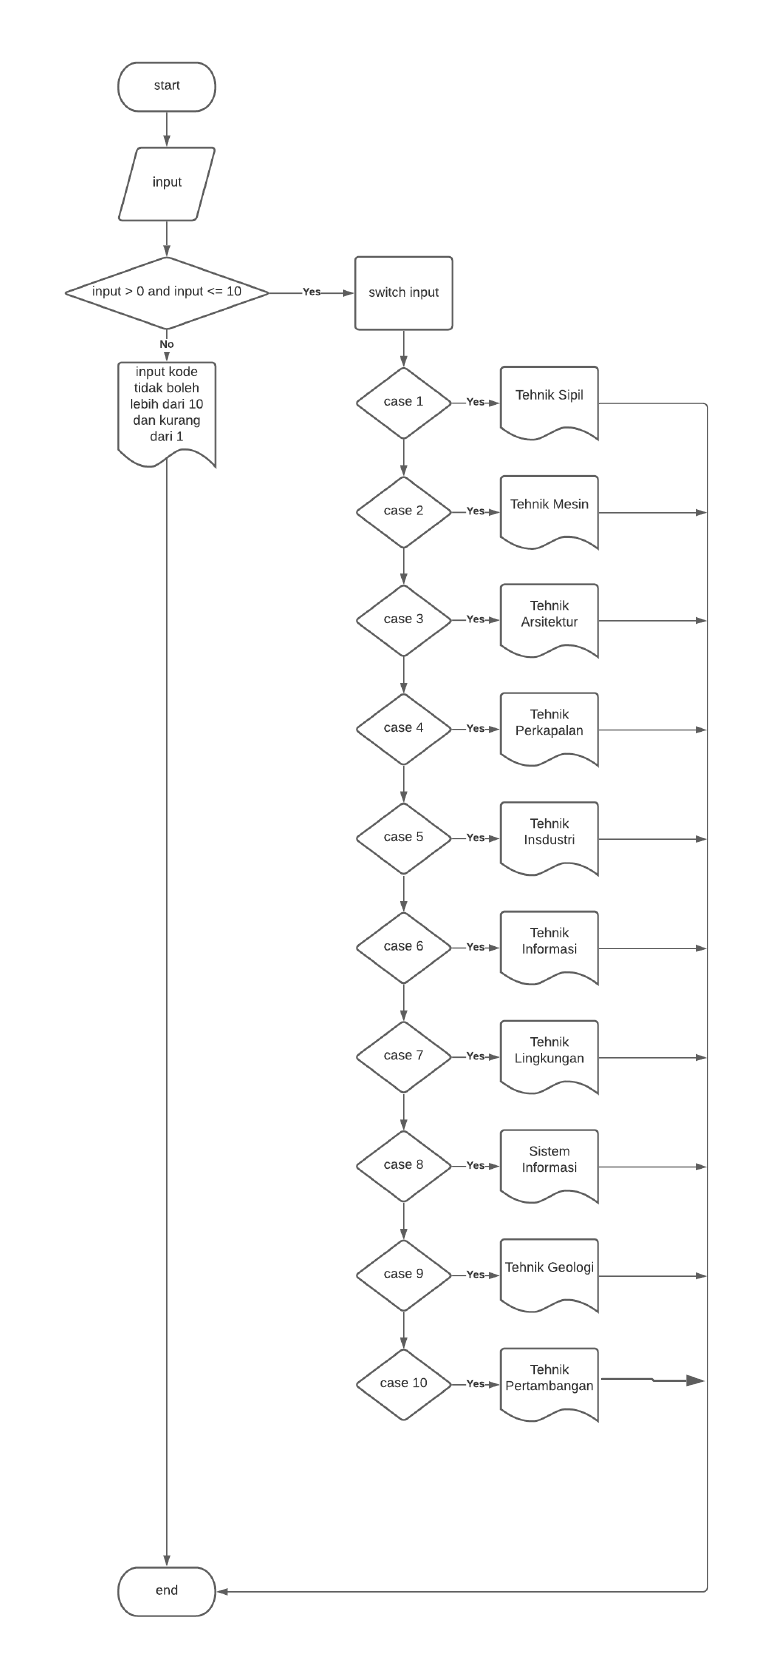 start
input
input > 0 and input <= 10
Yes
switch input
No
input kode
tidak boleh
lebih dari 10
dan kurang
dari 1
case 1
Yes
Tehnik Sipil
case 2
Yes
Tehnik Mesin
case 3
Yes
Tehnik
Arsitektur
case 4
Yes
Tehnik
Perkapalan
case 5
Yes
Tehnik
Insdustri
case 6
Yes
Tehnik
Informasi
case 7
Yes
Tehnik
Lingkungan
case 8
Yes
Sistem
Informasi
case 9
Yes
Tehnik Geologi
case 10
Yes
Tehnik
Pertambangan
end